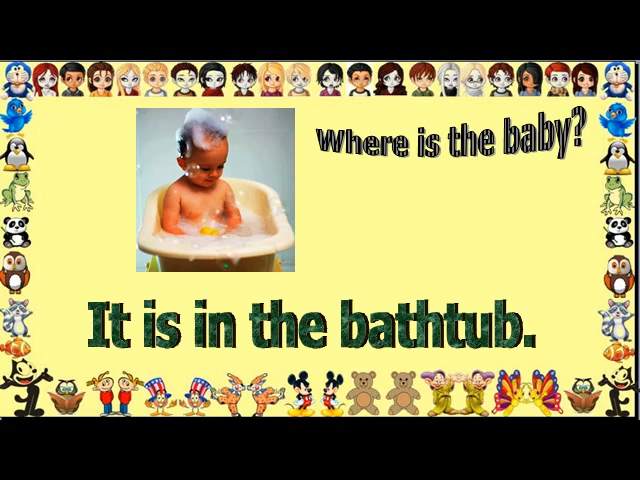 Where is the baby?
It is in the bathtub.